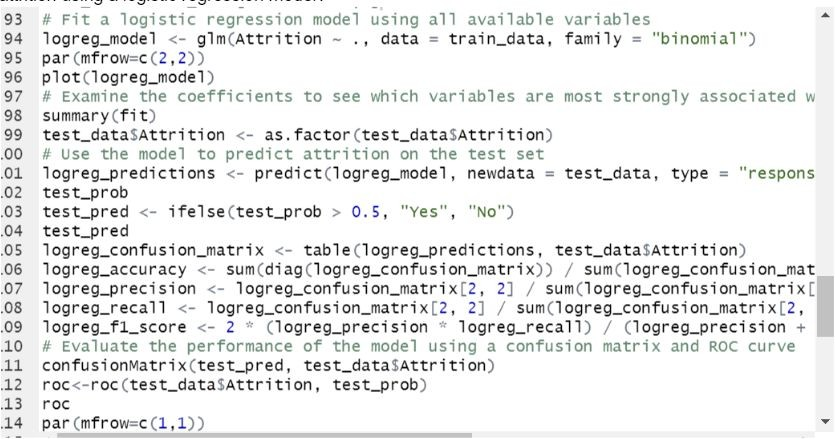 attrition using a logistic regression model.
93 # Fit a logistic regression model using all available variables
94 logreg_model <- glm(Attrition ~ ., data = train_data, family = "binomial")
95 par(mfrow=c(2,2))
96 plot(logreg_model)
97 # Examine the coefficients to see which variables are most strongly associated w
98 summary(fit)
99 test_data$Attrition <- as.factor(test_data$Attrition)
.00 # Use the model to predict attrition on the test set
.01 logreg_predictions <- predict(logreg_model, newdata = test_data, type = "respons
.02 test_prob
.03 test_pred <- ifelse(test_prob > 0.5, "Yes", "No")
.04 test_pred
.05 logreg_confusion_matrix <- table(logreg_predictions, test_data$Attrition)
.06 logreg_accuracy <- sum(diag(logreg_confusion_matrix)) / sum(logreg_confusion_mat
.07 logreg_precision <- logreg_confusion_matrix[2, 2] / sum(logreg_confusion_matrix[
.08 logreg_recall <- logreg_confusion_matrix[2, 2] / sum(logreg_confusion_matrix[2,
.09 logreg_f1_score <- 2 * (logreg_precision * logreg_recall) / (logreg_precision +
.10 # Evaluate the performance of the model using a confusion matrix and ROC curve
.11 confusionMatrix(test_pred, test_data$Attrition)
.12 roc<-roc(test_data$Attrition, test_prob)
.13 roc
.14 par(mfrow=c(1,1))